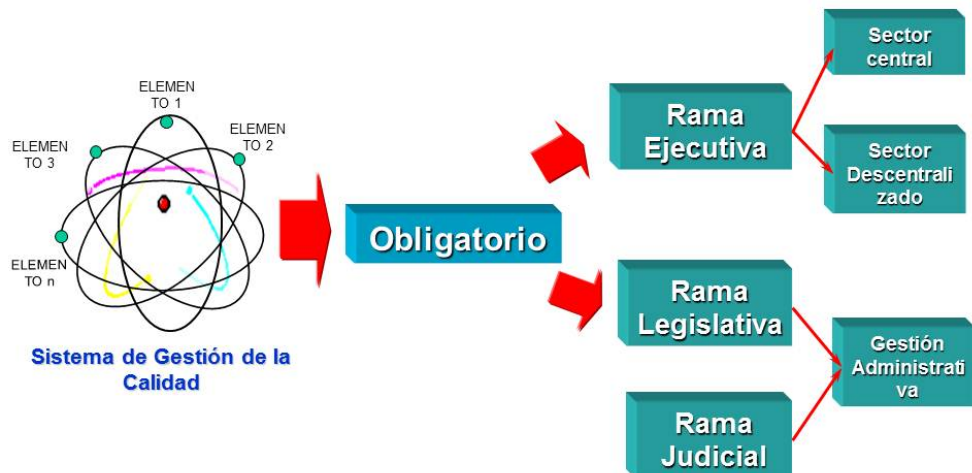 ELEMEN
TO 1
ELEMEN
TO 2
ELEMEN
TO 3
ELEMEN
TO n
Sistema de Gestión de la
Calidad
Obligatorio
Rama
Ejecutiva
Sector
central
Sector
Descentrali
zado
Rama
Legislativa
Rama
Judicial
Gestión
Administrati
va